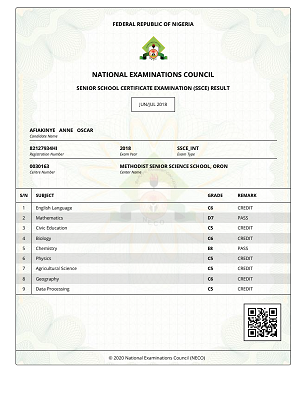 FEDERAL REPUBLIC OF NIGERIA
NATIONAL EXAMINATIONS COUNCIL
SENIOR SCHOOL CERTIFICATE EXAMINATION (SSCE) RESULT
JUN/JUL 2018
AFIAKINYE ANNE OSCAR
Candidate Name
82127934HI 2018 SSCE_INT
Registration Number Exam Year Exam Type
0030163 METHODIST SENIOR SCIENCE SCHOOL, ORON
Centre Number Center Name
S/N SUBJECT GRADE REMARK
1 English Language C6 CREDIT
2 Mathematics D7 PASS
3 Civic Education C5 CREDIT
4 Biology C6 CREDIT
5 Chemistry E8 PASS
6 Physics C5 CREDIT
7 Agricultural Science C5 CREDIT
8 Geography C6 CREDIT
9 Data Processing C5 CREDIT
© 2020 National Examinations Council (NECO)